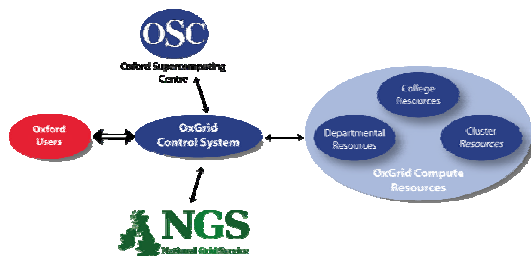 OSC
Oxford Supercomputing
Centre
Oxford
Users
OxGrid
Control System
College
Resources
Departmental
Resources
Cluster
Resources
OxGrid Compute
Resources
NGS
National Grid Service